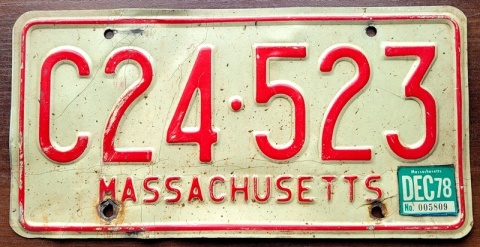 C24·523
MASSACHUSETTS
Massachusetts
DEC78
No. 005809